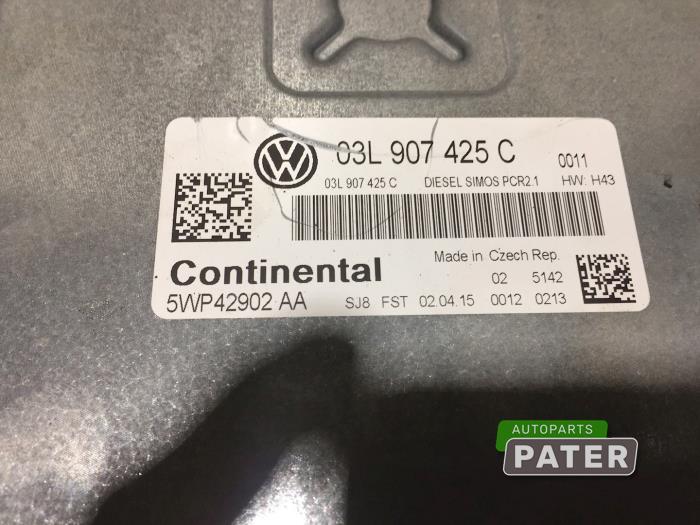 03L 907 425 C 0011
03L 907 425 C DIESEL SIMOS PCR2.1 HW: H43
Made in Czech Rep.
Continental 02 5142
5WP42902 AA SJ8 FST 02.04.15 0012 0213
AUTOPARTS
PATER